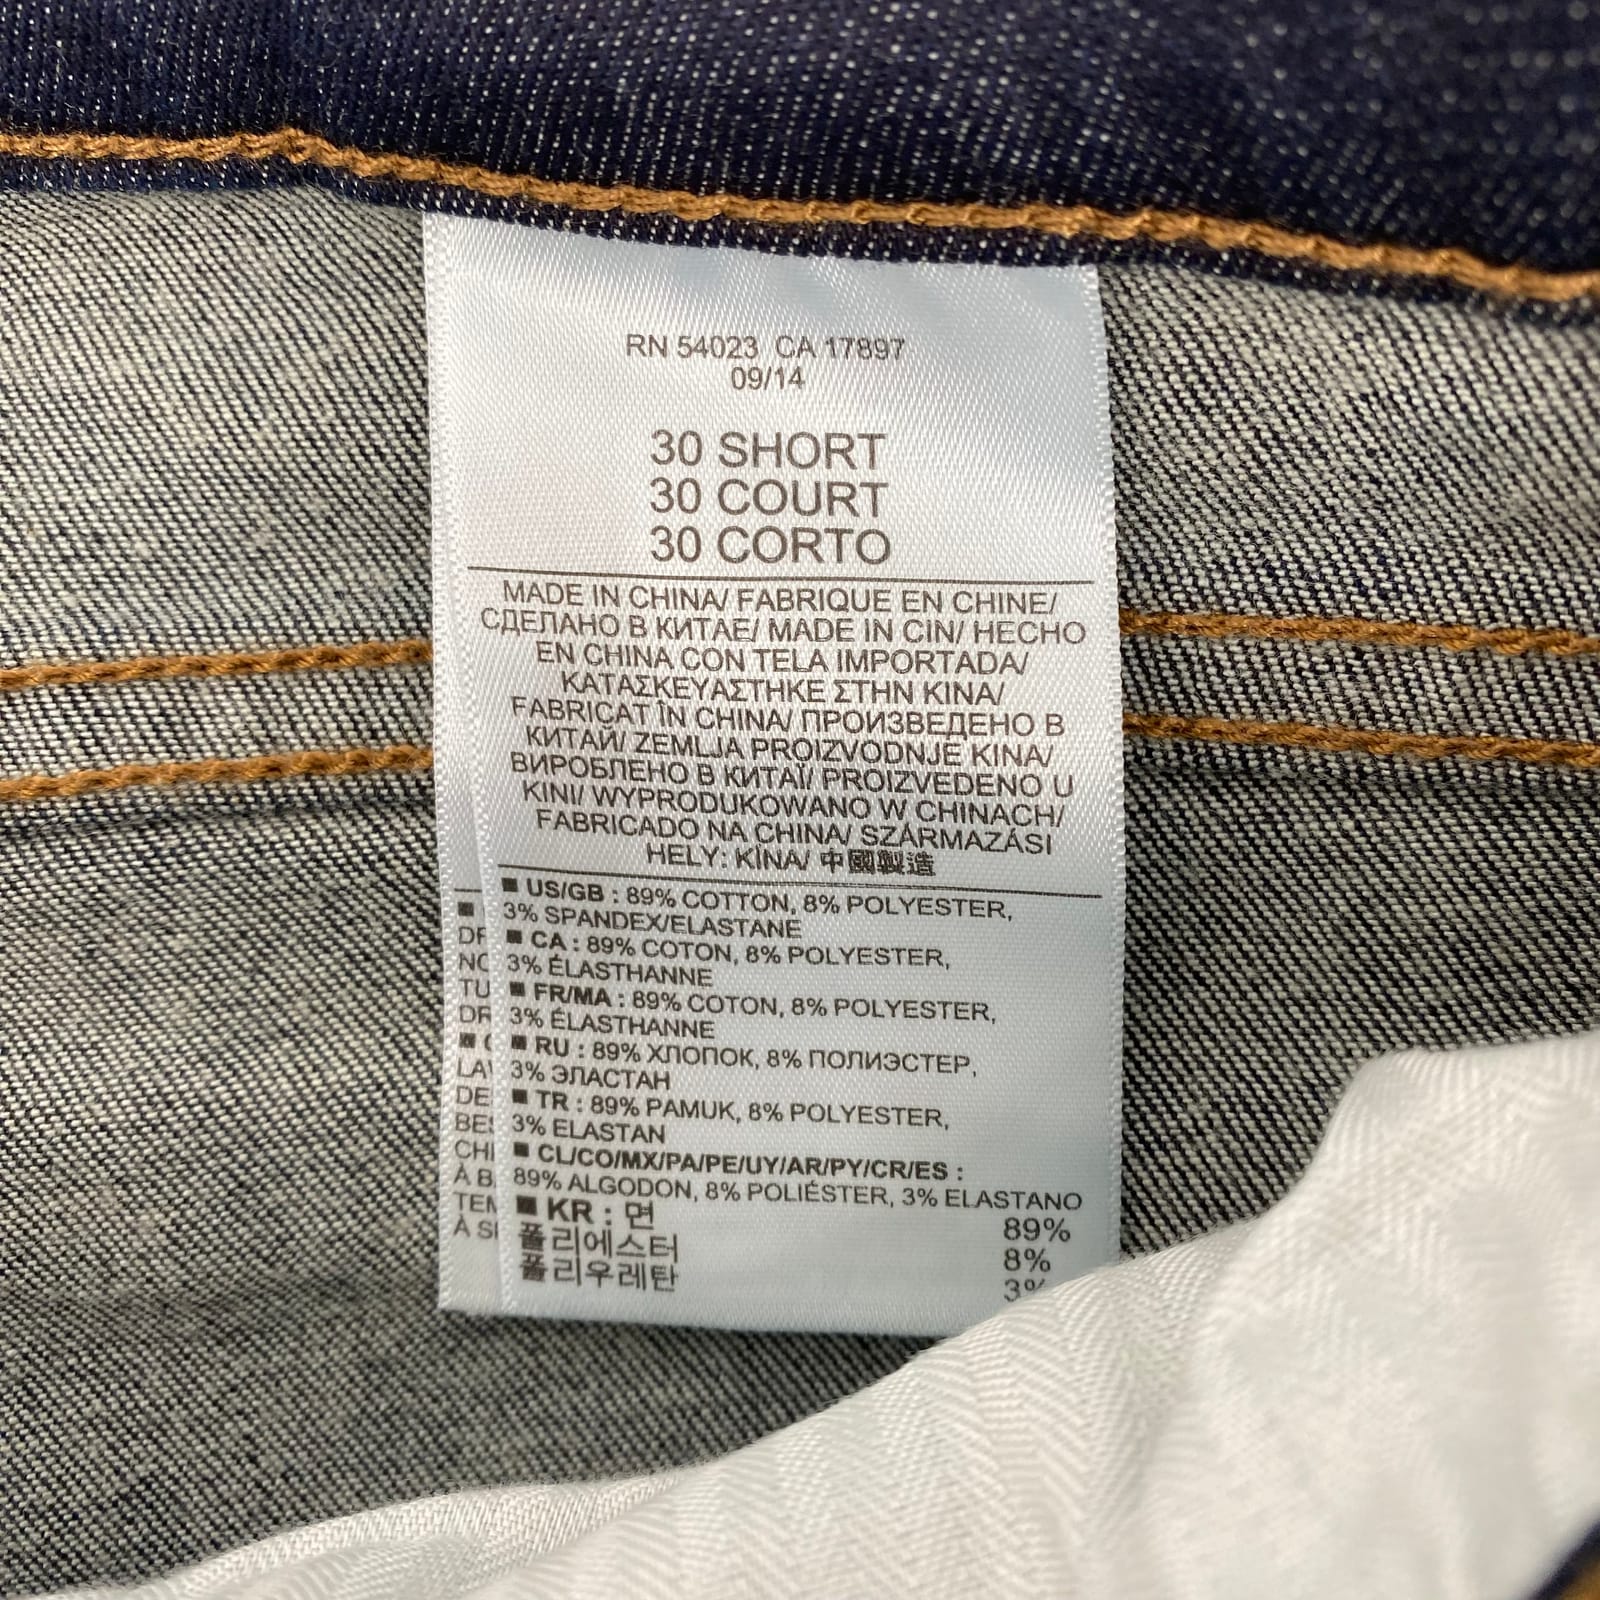 RN 54023 CA 17897
09/14
30 SHORT
30 COURT
30 CORTO
MADE IN CHINA/ FABRIQUE EN CHINE/
СДЕЛАНО В КИТАЕ/ MADE IN CIN/ HECHO
EN CHINA CON TELA IMPORTADA/
ΚΑΤΑΣΚΕΥΑΣΤΗΚΕ ΣΤΗΝ ΚΙΝΑ/
FABRICAT ÎN CHINA/ ПРОИЗВЕДЕНО В
КИТАЙ/ ZEMLJA PROIZVODNJE KINA/
ВИРОБЛЕНО В КИТАЇ/ PROIZVEDENO U
KINI/ WYPRODUKOWANO W CHINACH/
FABRICADO NA CHINA/ SZÁRMAZÁSI
HELY: KÍNA/ 中國製造
■ US/GB : 89% COTTON, 8% POLYESTER,
3% SPANDEX/ELASTANE
■ CA : 89% COTON, 8% POLYESTER,
3% ÉLASTHANNE
■ FR/MA : 89% COTON, 8% POLYESTER,
3% ÉLASTHANNE
■ RU : 89% ХЛОПОК, 8% ПОЛИЭСТЕР,
3% ЭЛАСТАН
■ TR : 89% PAMUK, 8% POLYESTER,
3% ELASTAN
■ CL/CO/MX/PA/PE/UY/AR/PY/CR/ES :
89% ALGODON, 8% POLIÉSTER, 3% ELASTANO
■ KR : 면 89%
폴리에스터 8%
폴리우레탄 3%